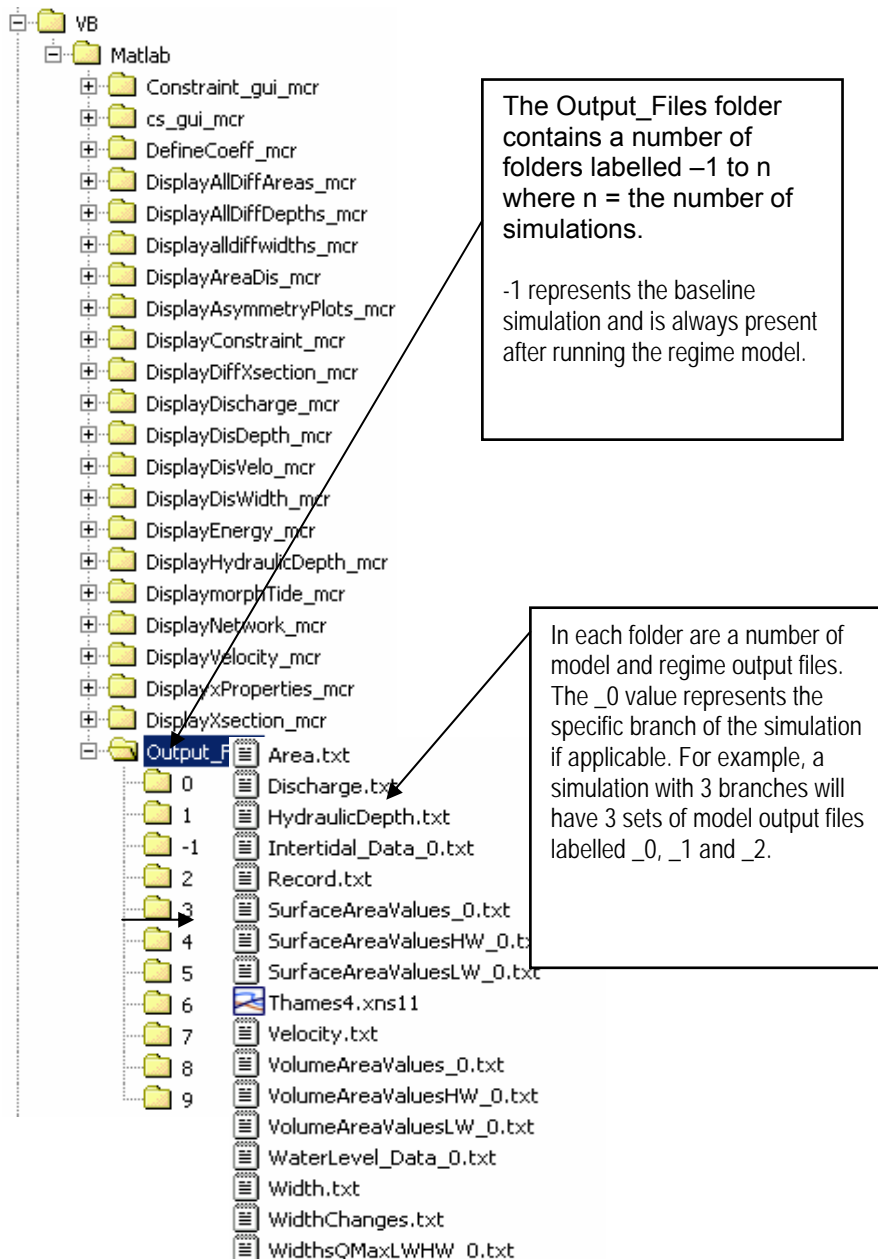 VB
Matlab
Constraint_gui_mcr
cs_gui_mcr
DefineCoeff_mcr
DisplayAllDiffAreas_mcr
DisplayAllDiffDepths_mcr
Displayalldiffwidths_mcr
DisplayAreaDis_mcr
DisplayAsymmetryPlots_mcr
DisplayConstraint_mcr
DisplayDiffXsection_mcr
DisplayDischarge_mcr
DisplayDisDepth_mcr
DisplayDisVelo_mcr
DisplayDisWidth_mcr
DisplayEnergy_mcr
DisplayHydraulicDepth_mcr
DisplaymorphTide_mcr
DisplayNetwork_mcr
DisplayVelocity_mcr
DisplayxProperties_mcr
DisplayXsection_mcr
Output_F
0
1
-1
2
3
4
5
6
7
8
9
Area.txt
Discharge.txt
HydraulicDepth.txt
Intertidal_Data_0.txt
Record.txt
SurfaceAreaValues_0.txt
SurfaceAreaValuesHW_0.t
SurfaceAreaValuesLW_0.txt
Thames4.xns11
Velocity.txt
VolumeAreaValues_0.txt
VolumeAreaValuesHW_0.txt
VolumeAreaValuesLW_0.txt
WaterLevel_Data_0.txt
Width.txt
WidthChanges.txt
WidthsQMaxLWHW_0.txt
The Output_Files folder
contains a number of
folders labelled –1 to n
where n = the number of
simulations.
-1 represents the baseline
simulation and is always present
after running the regime model.
In each folder are a number of
model and regime output files.
The _0 value represents the
specific branch of the simulation
if applicable. For example, a
simulation with 3 branches will
have 3 sets of model output files
labelled _0, _1 and _2.